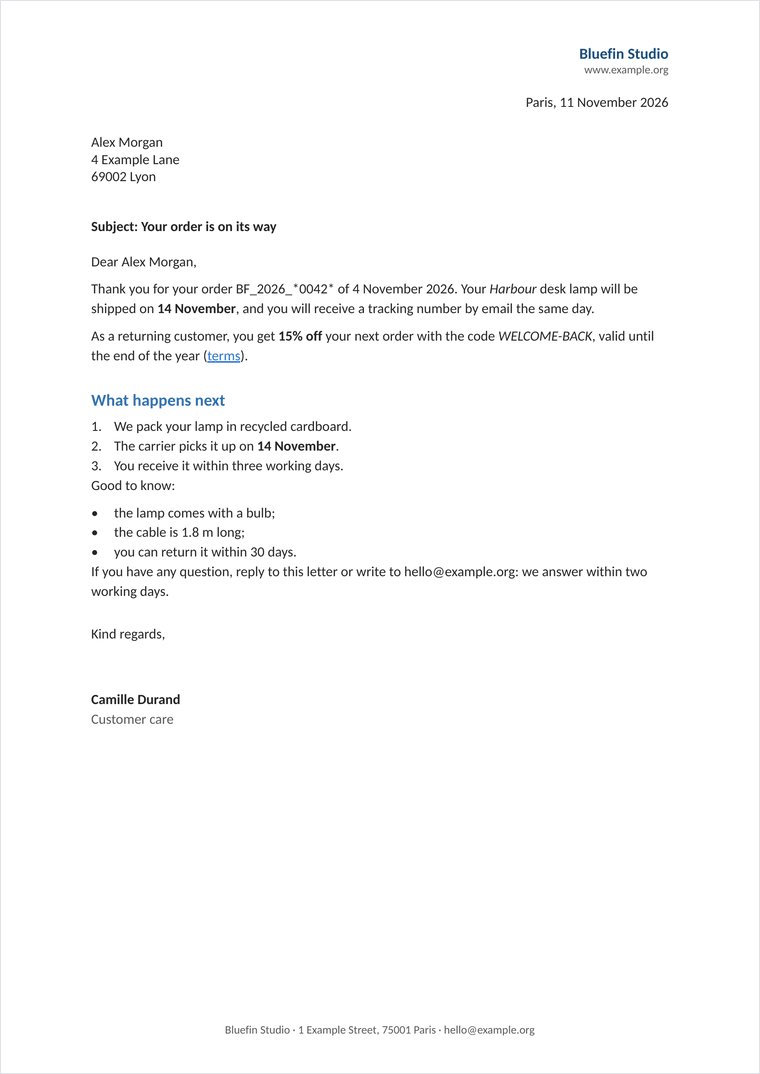 Bluefin Studio
www.example.org
Paris, 11 November 2026
Alex Morgan
4 Example Lane
69002 Lyon
Subject: Your order is on its way
Dear Alex Morgan,
Thank you for your order BF_2026_*0042* of 4 November 2026. Your Harbour desk lamp will be
shipped on 14 November, and you will receive a tracking number by email the same day.
As a returning customer, you get 15% off your next order with the code WELCOME-BACK, valid until
the end of the year (terms).
What happens next
1. We pack your lamp in recycled cardboard.
2. The carrier picks it up on 14 November.
3. You receive it within three working days.
Good to know:
• the lamp comes with a bulb;
• the cable is 1.8 m long;
• you can return it within 30 days.
If you have any question, reply to this letter or write to hello@example.org: we answer within two
working days.
Kind regards,
Camille Durand
Customer care
Bluefin Studio · 1 Example Street, 75001 Paris · hello@example.org